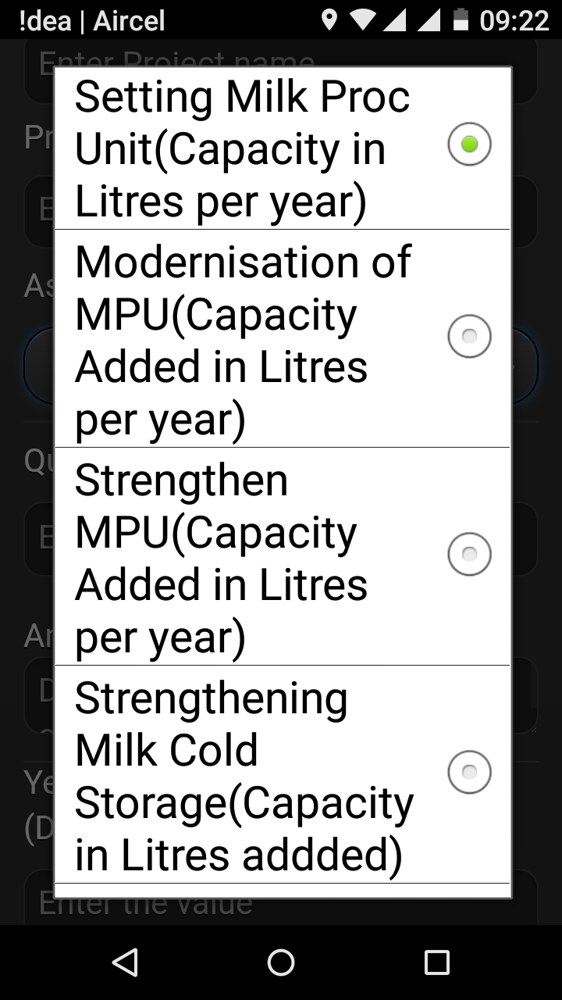 !dea | Aircel 09:22
Enter Project name
Pr
E
As
Qu
E
An
D
Ye
(D
Enter the value
Setting Milk Proc
Unit(Capacity in
Litres per year)
Modernisation of
MPU(Capacity
Added in Litres
per year)
Strengthen
MPU(Capacity
Added in Litres
per year)
Strengthening
Milk Cold
Storage(Capacity
in Litres addded)